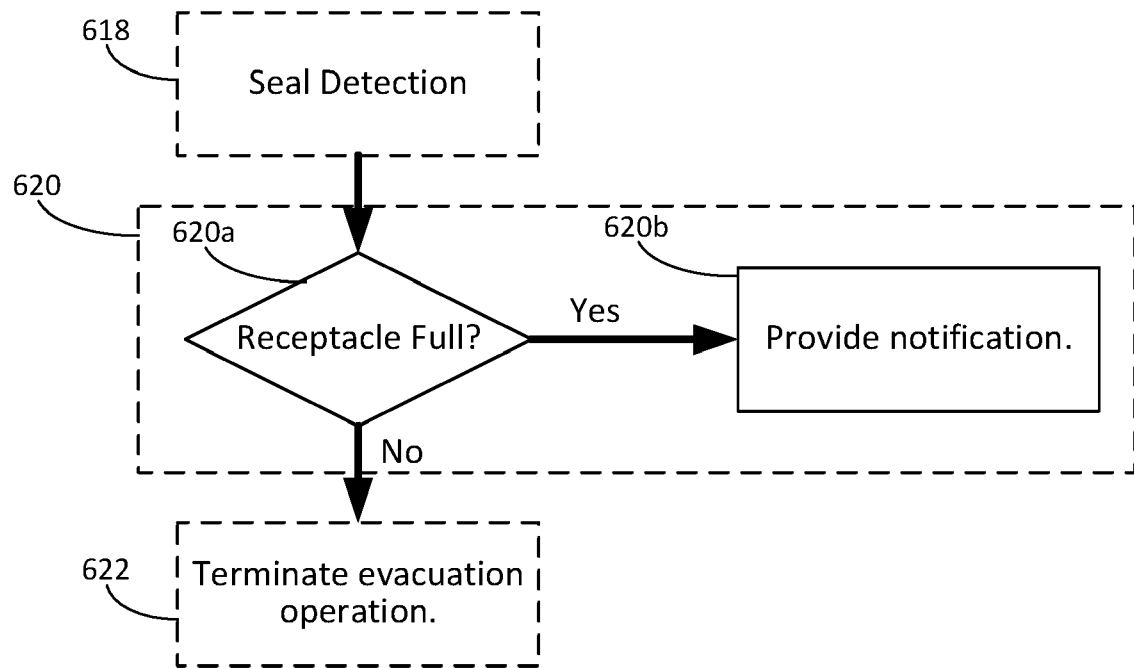 618
Seal Detection
620
620a
620b
Receptacle Full?
Yes
Provide notification.
No
622
Terminate evacuation
operation.